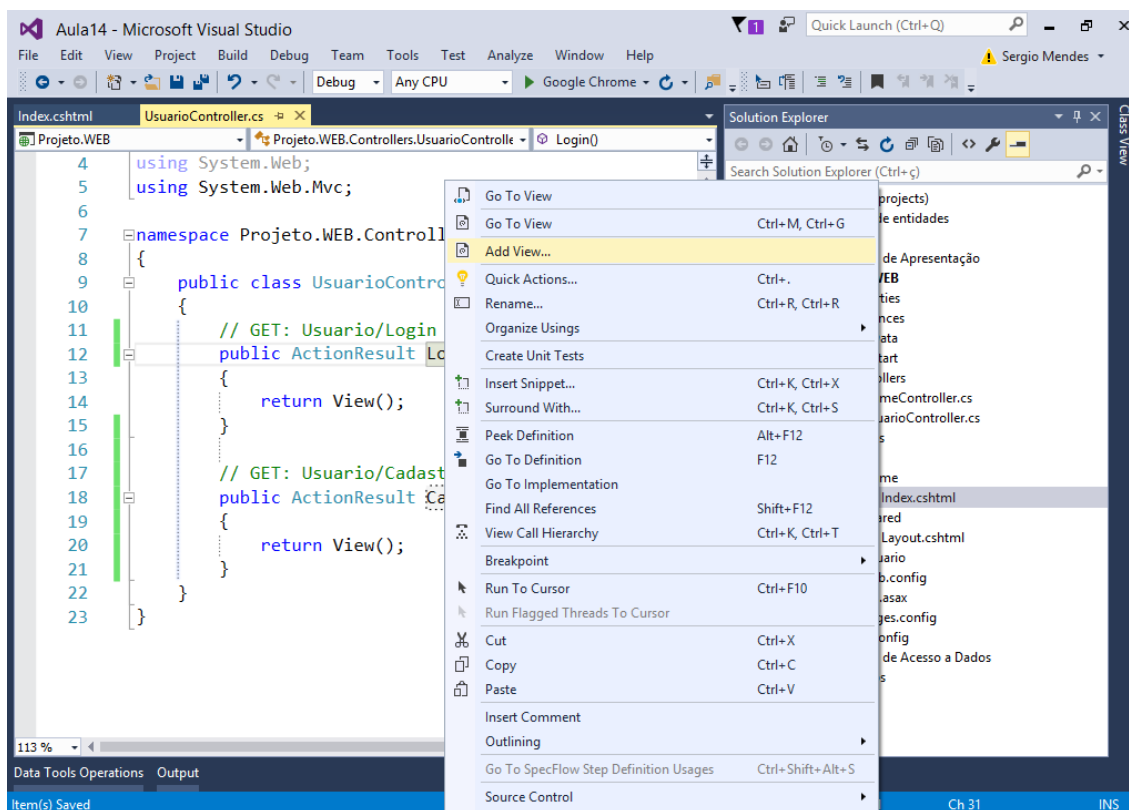 Aula14 - Microsoft Visual Studio
1
Quick Launch (Ctrl+Q)
File Edit View Project Build Debug Team Tools Test Analyze Window Help
Sergio Mendes
Debug Any CPU Google Chrome
Index.cshtml UsuarioController.cs
Projeto.WEB Projeto.WEB.Controllers.UsuarioControlle Login()
4 using System.Web;
5 using System.Web.Mvc;
6
7 namespace Projeto.WEB.Controll
8 {
9 public class UsuarioContro
10 {
11 // GET: Usuario/Login
12 public ActionResult Lo
13 {
14 return View();
15 }
16
17 // GET: Usuario/Cadast
18 public ActionResult Ca
19 {
20 return View();
21 }
22 }
23 }
113 %
Go To View
Go To View Ctrl+M, Ctrl+G
Add View...
Quick Actions... Ctrl+.
Rename... Ctrl+R, Ctrl+R
Organize Usings
Create Unit Tests
Insert Snippet... Ctrl+K, Ctrl+X
Surround With... Ctrl+K, Ctrl+S
Peek Definition Alt+F12
Go To Definition F12
Go To Implementation
Find All References Shift+F12
View Call Hierarchy Ctrl+K, Ctrl+T
Breakpoint
Run To Cursor Ctrl+F10
Run Flagged Threads To Cursor
Cut Ctrl+X
Copy Ctrl+C
Paste Ctrl+V
Insert Comment
Outlining
Go To SpecFlow Step Definition Usages Ctrl+Shift+Alt+S
Source Control
Solution Explorer
Search Solution Explorer (Ctrl+ç)
projects)
de entidades
de Apresentação
WEB
ties
nces
ata
tart
ollers
meController.cs
uarioController.cs
s
me
Index.cshtml
ared
Layout.cshtml
uario
b.config
.asax
ges.config
onfig
de Acesso a Dados
s
Class View
Data Tools Operations Output
Item(s) Saved
Ch 31
INS